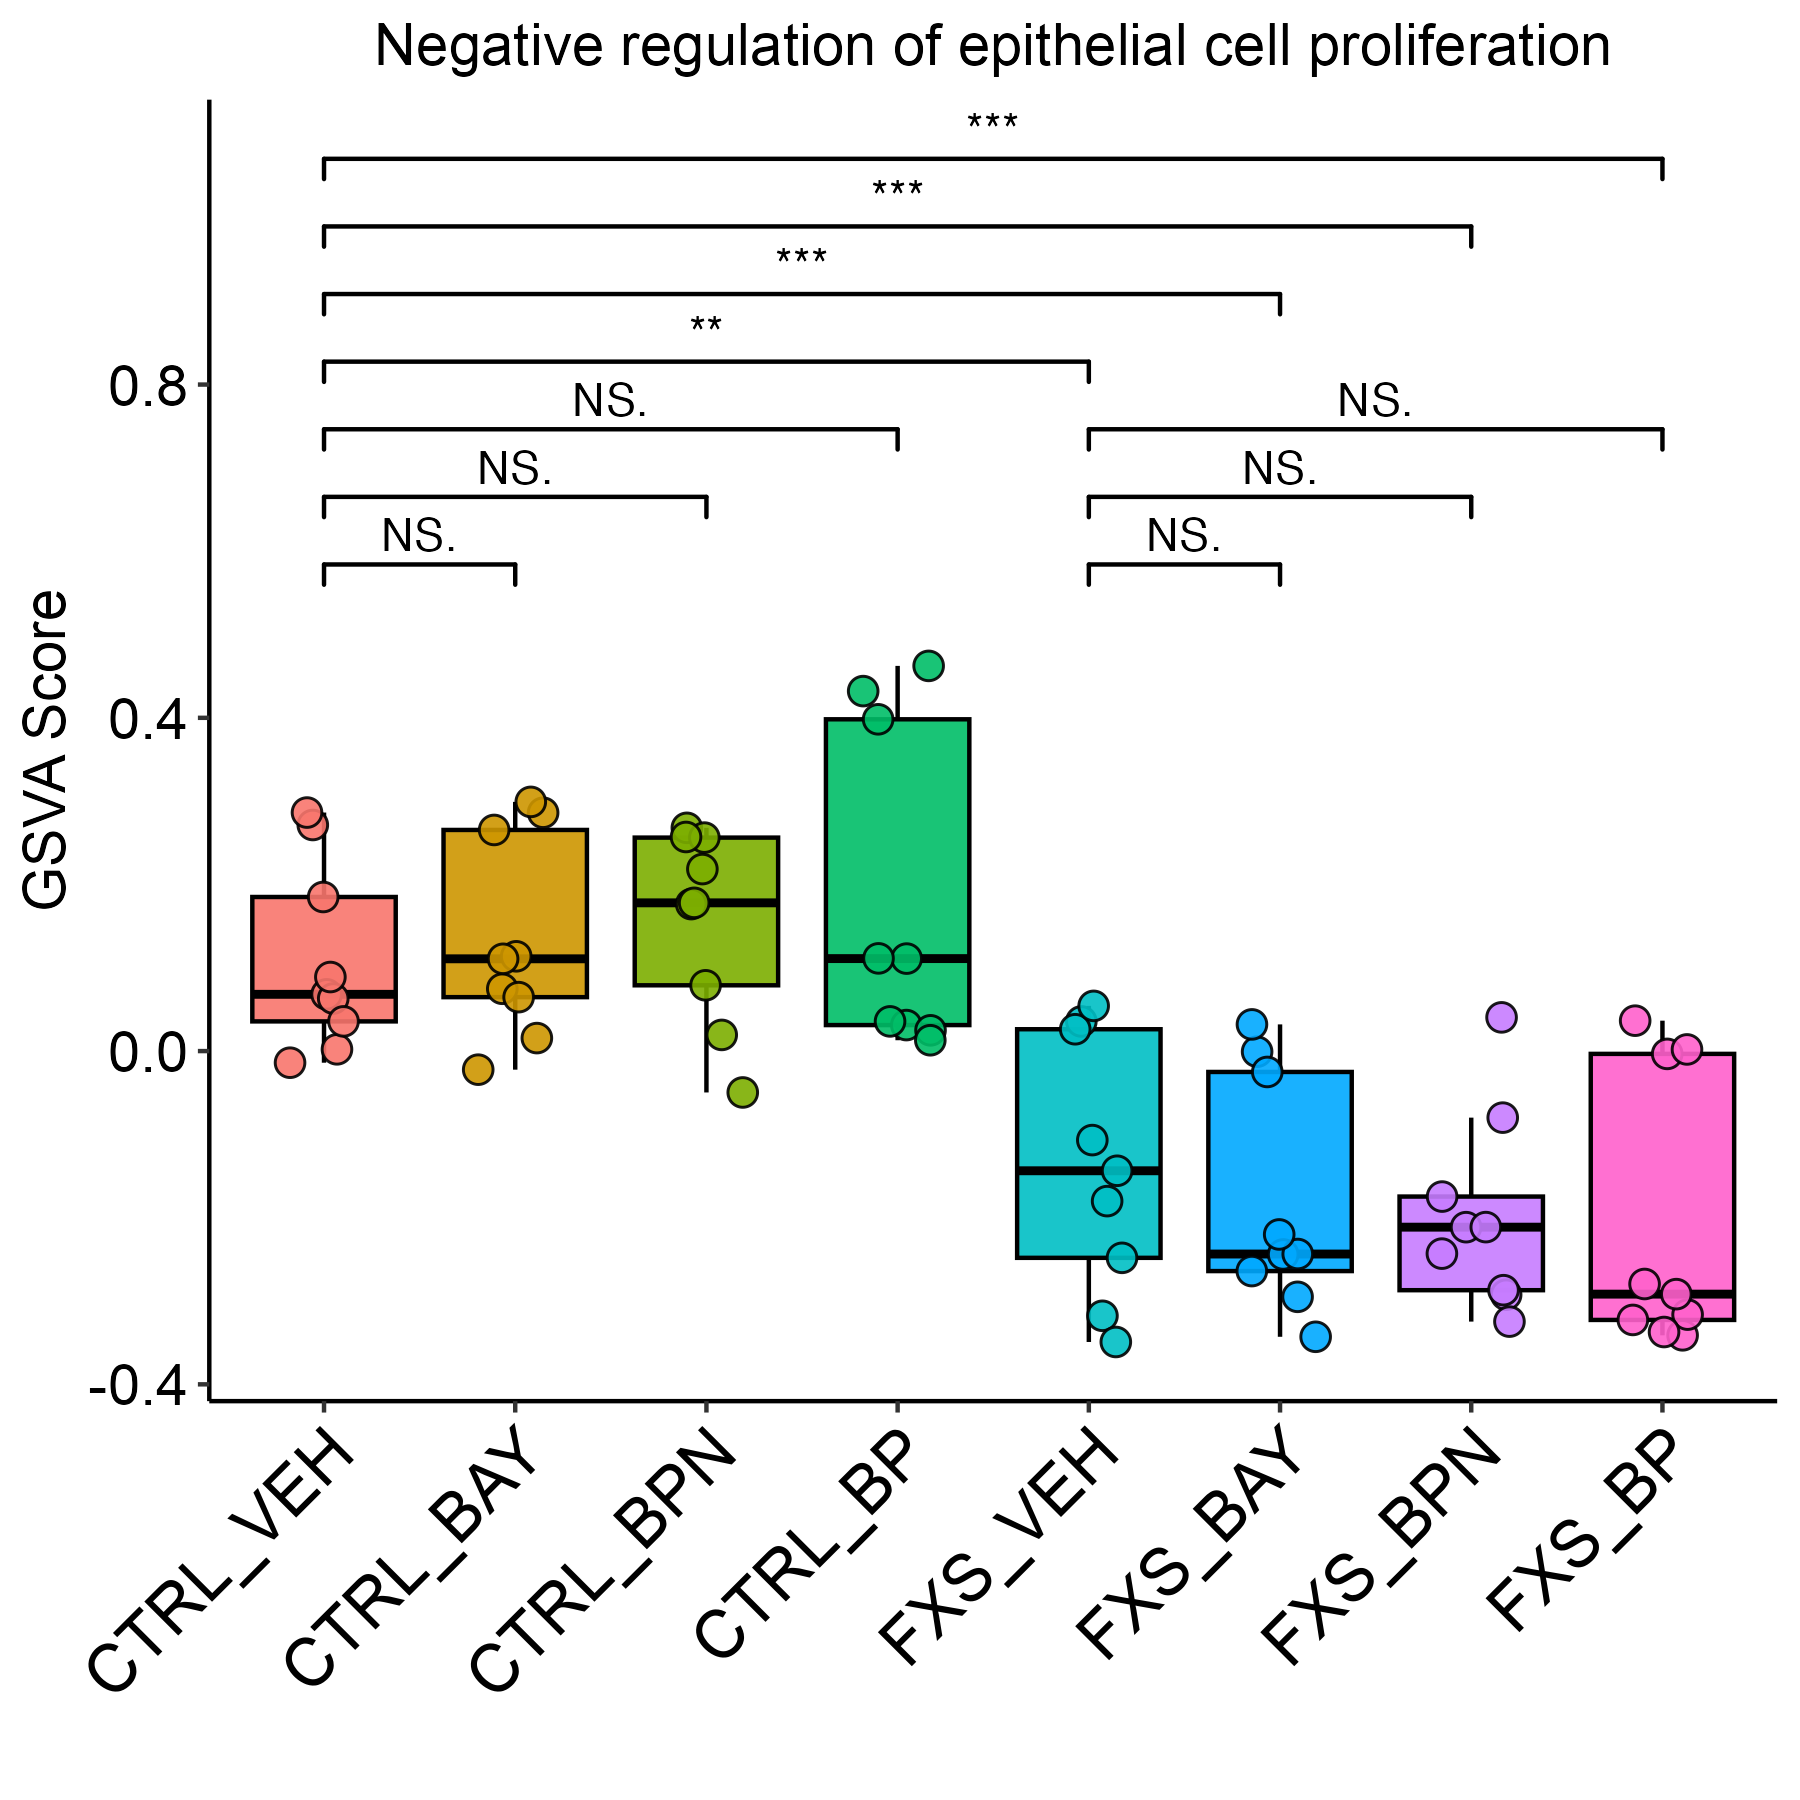 Negative regulation of epithelial cell proliferation
***
***
***
**
NS.
NS.
NS.
NS.
NS.
NS.
GSVA Score
0.8
0.4
0.0
-0.4
CTRL_VEH
CTRL_BAY
CTRL_BPN
CTRL_BP
FXS_VEH
FXS_BAY
FXS_BPN
FXS_BP